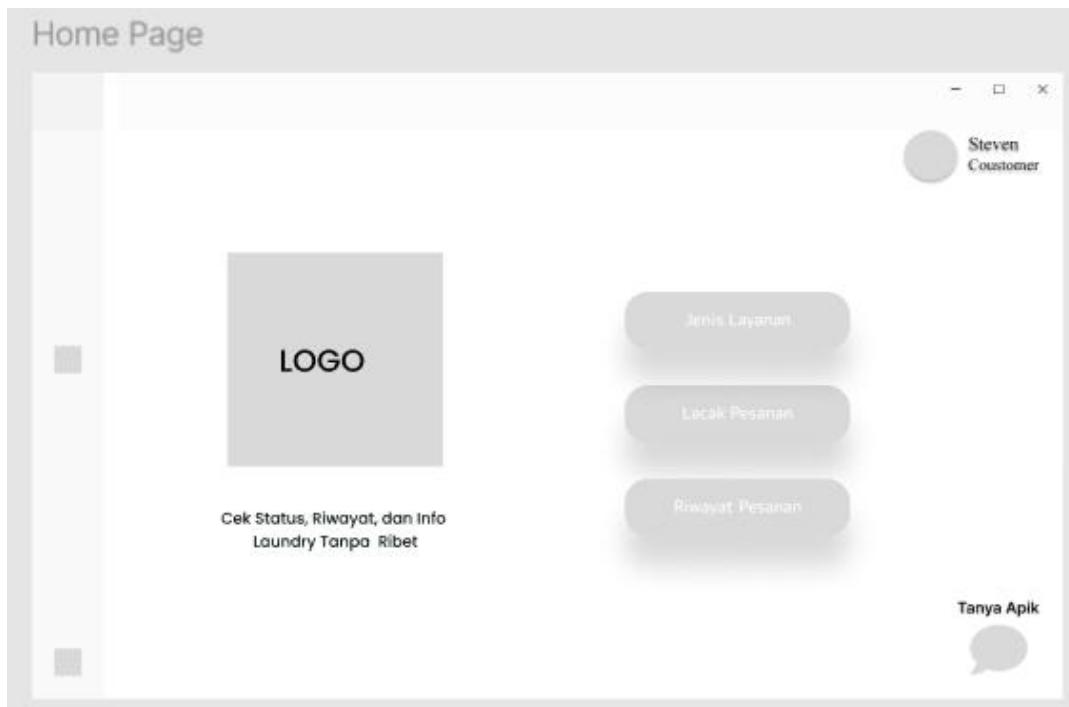 Home Page
Steven
Coustomer
LOGO
Jenis Layanan
Lacak Pesanan
Riwayat Pesanan
Cek Status, Riwayat, dan Info
Laundry Tanpa Ribet
Tanya Apik